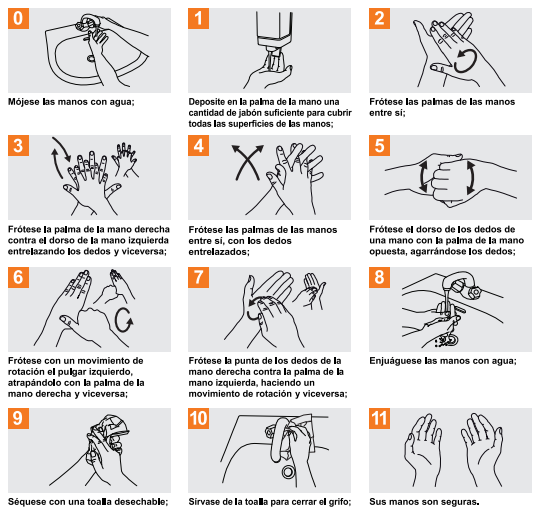 0
Mójese las manos con agua;
1
Deposite en la palma de la mano una
cantidad de jabón suficiente para cubrir
todas las superficies de las manos;
2
Frótese las palmas de las manos
entre sí;
3
Frótese la palma de la mano derecha
contra el dorso de la mano izquierda
entrelazando los dedos y viceversa;
4
Frótese las palmas de las manos
entre sí, con los dedos
entrelazados;
5
Frótese el dorso de los dedos de
una mano con la palma de la mano
opuesta, agarrándose los dedos;
6
Frótese con un movimiento de
rotación el pulgar izquierdo,
atrapándolo con la palma de la
mano derecha y viceversa;
7
Frótese la punta de los dedos de la
mano derecha contra la palma de la
mano izquierda, haciendo un
movimiento de rotación y viceversa;
8
Enjuáguese las manos con agua;
9
Séquese con una toalla desechable;
10
Sírvase de la toalla para cerrar el grifo;
11
Sus manos son seguras.